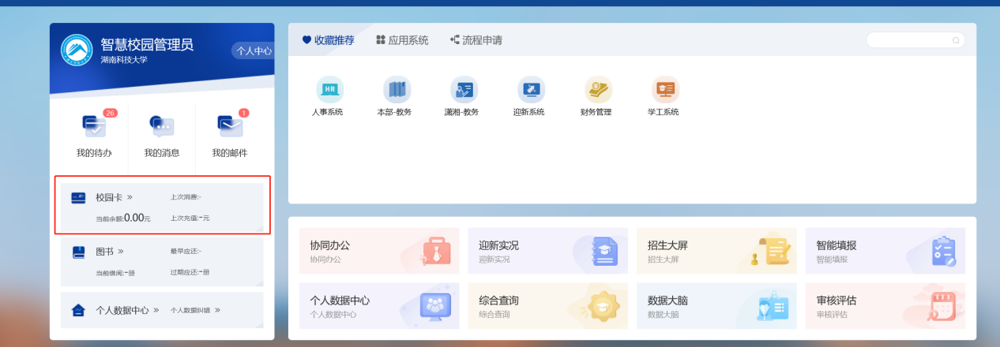 智慧校园管理员
湖南科技大学
个人中心
26
我的待办
我的消息
1
我的邮件
校园卡 »
上次消费:-
当前余额:0.00元
上次充值:-元
图书 »
最早应还:-
当前借阅:-册
过期应还:-册
个人数据中心 »
个人数据纠错 »
收藏推荐
应用系统
流程申请
HR
人事系统
本部-教务
潇湘-教务
迎新系统
财务管理
学工系统
协同办公
协同办公
迎新实况
迎新实况
招生大屏
招生大屏
智能填报
智能填报
个人数据中心
个人数据中心
综合查询
综合查询
数据大脑
数据大脑
审核评估
审核评估